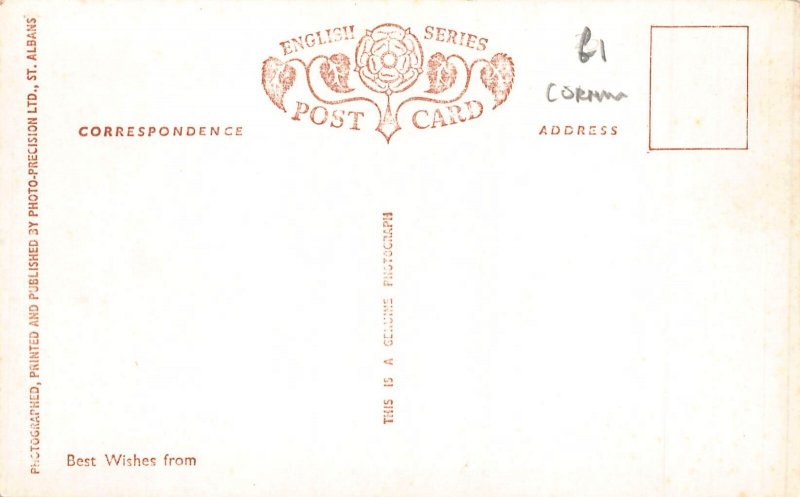 ENGLISH SERIES
POST CARD
£1
CORRESPONDENCE
ADDRESS
PHOTOGRAPHED, PRINTED AND PUBLISHED BY PHOTO-PRECISION LTD., ST. ALBANS
THIS IS A GENUINE PHOTOGRAPH
Best Wishes from